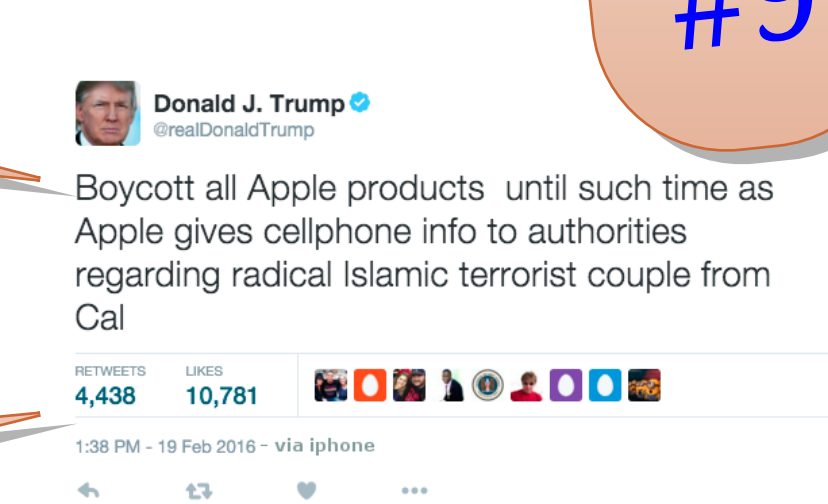 #9
Donald J. Trump
@realDonaldTrump
Boycott all Apple products until such time as
Apple gives cellphone info to authorities
regarding radical Islamic terrorist couple from
Cal
RETWEETS LIKES
4,438 10,781
1:38 PM - 19 Feb 2016 - via iphone